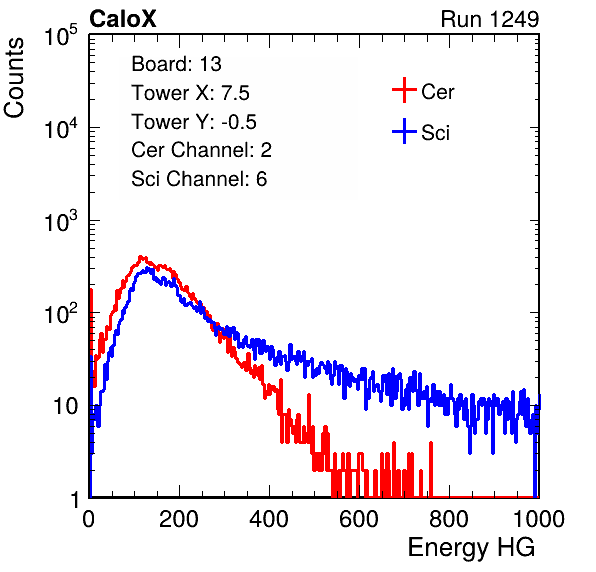 CaloX Run 1249
Counts
Board: 13
Tower X: 7.5
Tower Y: -0.5
Cer Channel: 2
Sci Channel: 6
Cer
Sci
10^5
10^4
10^3
10^2
10
1
0 200 400 600 800 1000
Energy HG